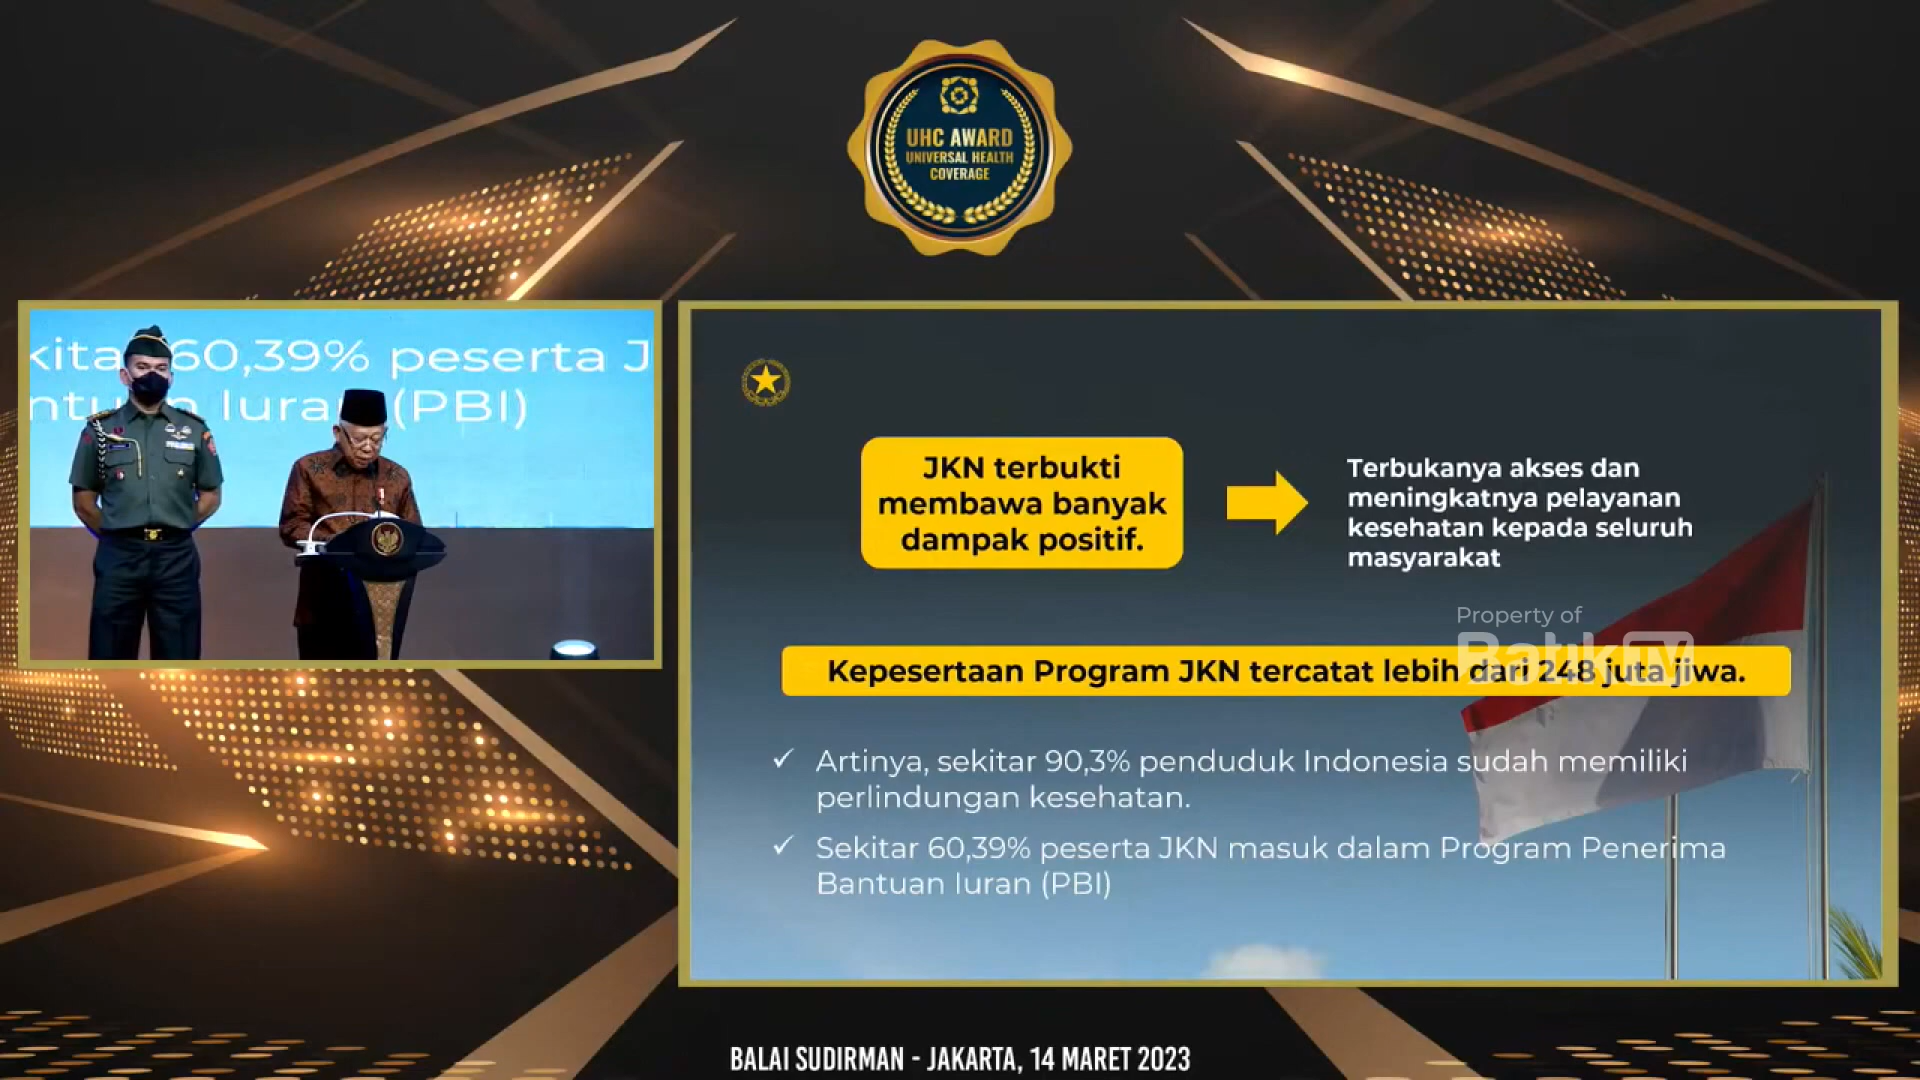 UHC AWARD
UNIVERSAL HEALTH
COVERAGE
kita 60,39% peserta J
Iura (PBI)
JKN terbukti
membawa banyak
dampak positif.
Terbukanya akses dan
meningkatnya pelayanan
kesehatan kepada seluruh
masyarakat
Property of
Batik TV
Kepesertaan Program JKN tercatat lebih dari 248 juta jiwa.
✓ Artinya, sekitar 90,3% penduduk Indonesia sudah memiliki
perlindungan kesehatan.
✓ Sekitar 60,39% peserta JKN masuk dalam Program Penerima
Bantuan Iuran (PBI)
BALAI SUDIRMAN - JAKARTA, 14 MARET 2023